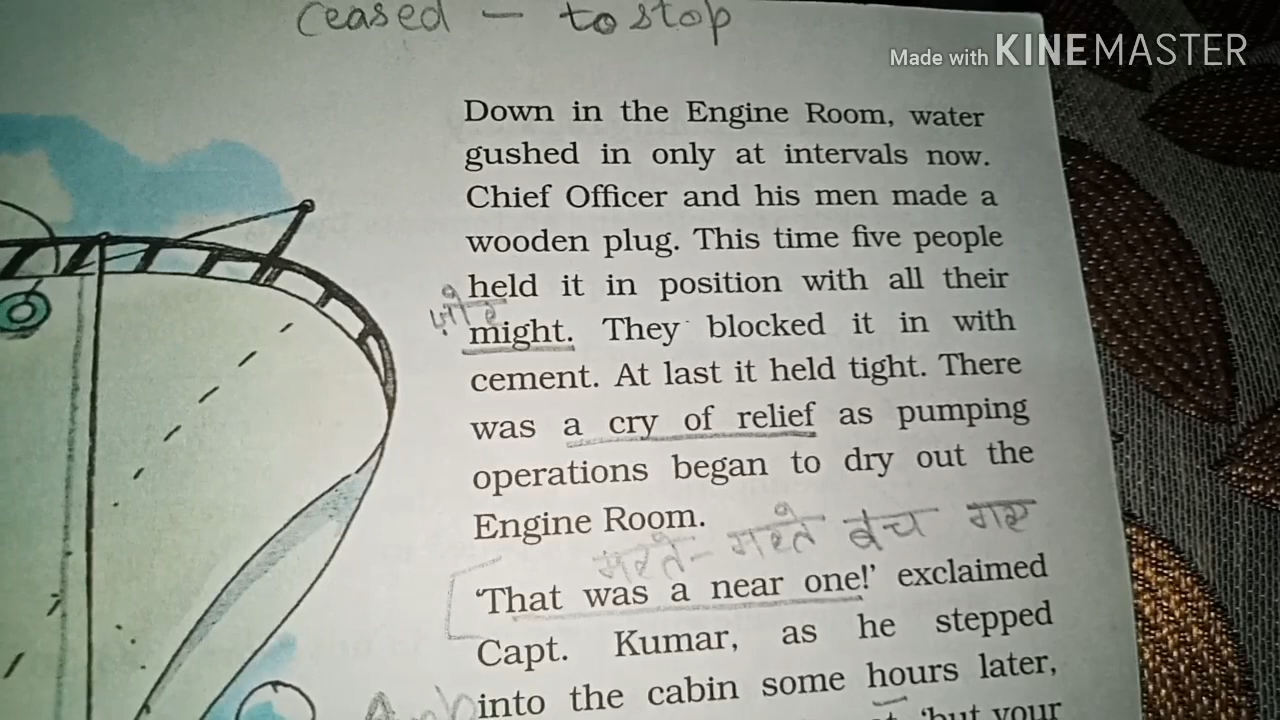 Ceased - to stop
Made with KINEMASTER
Down in the Engine Room, water
gushed in only at intervals now.
Chief Officer and his men made a
wooden plug. This time five people
held it in position with all their
ज़ोर
might. They blocked it in with
cement. At last it held tight. There
was a cry of relief as pumping
operations began to dry out the
Engine Room.
मरते-मरते बच गए
‘That was a near one!’ exclaimed
Capt. Kumar, as he stepped
into the cabin some hours later,
‘but your